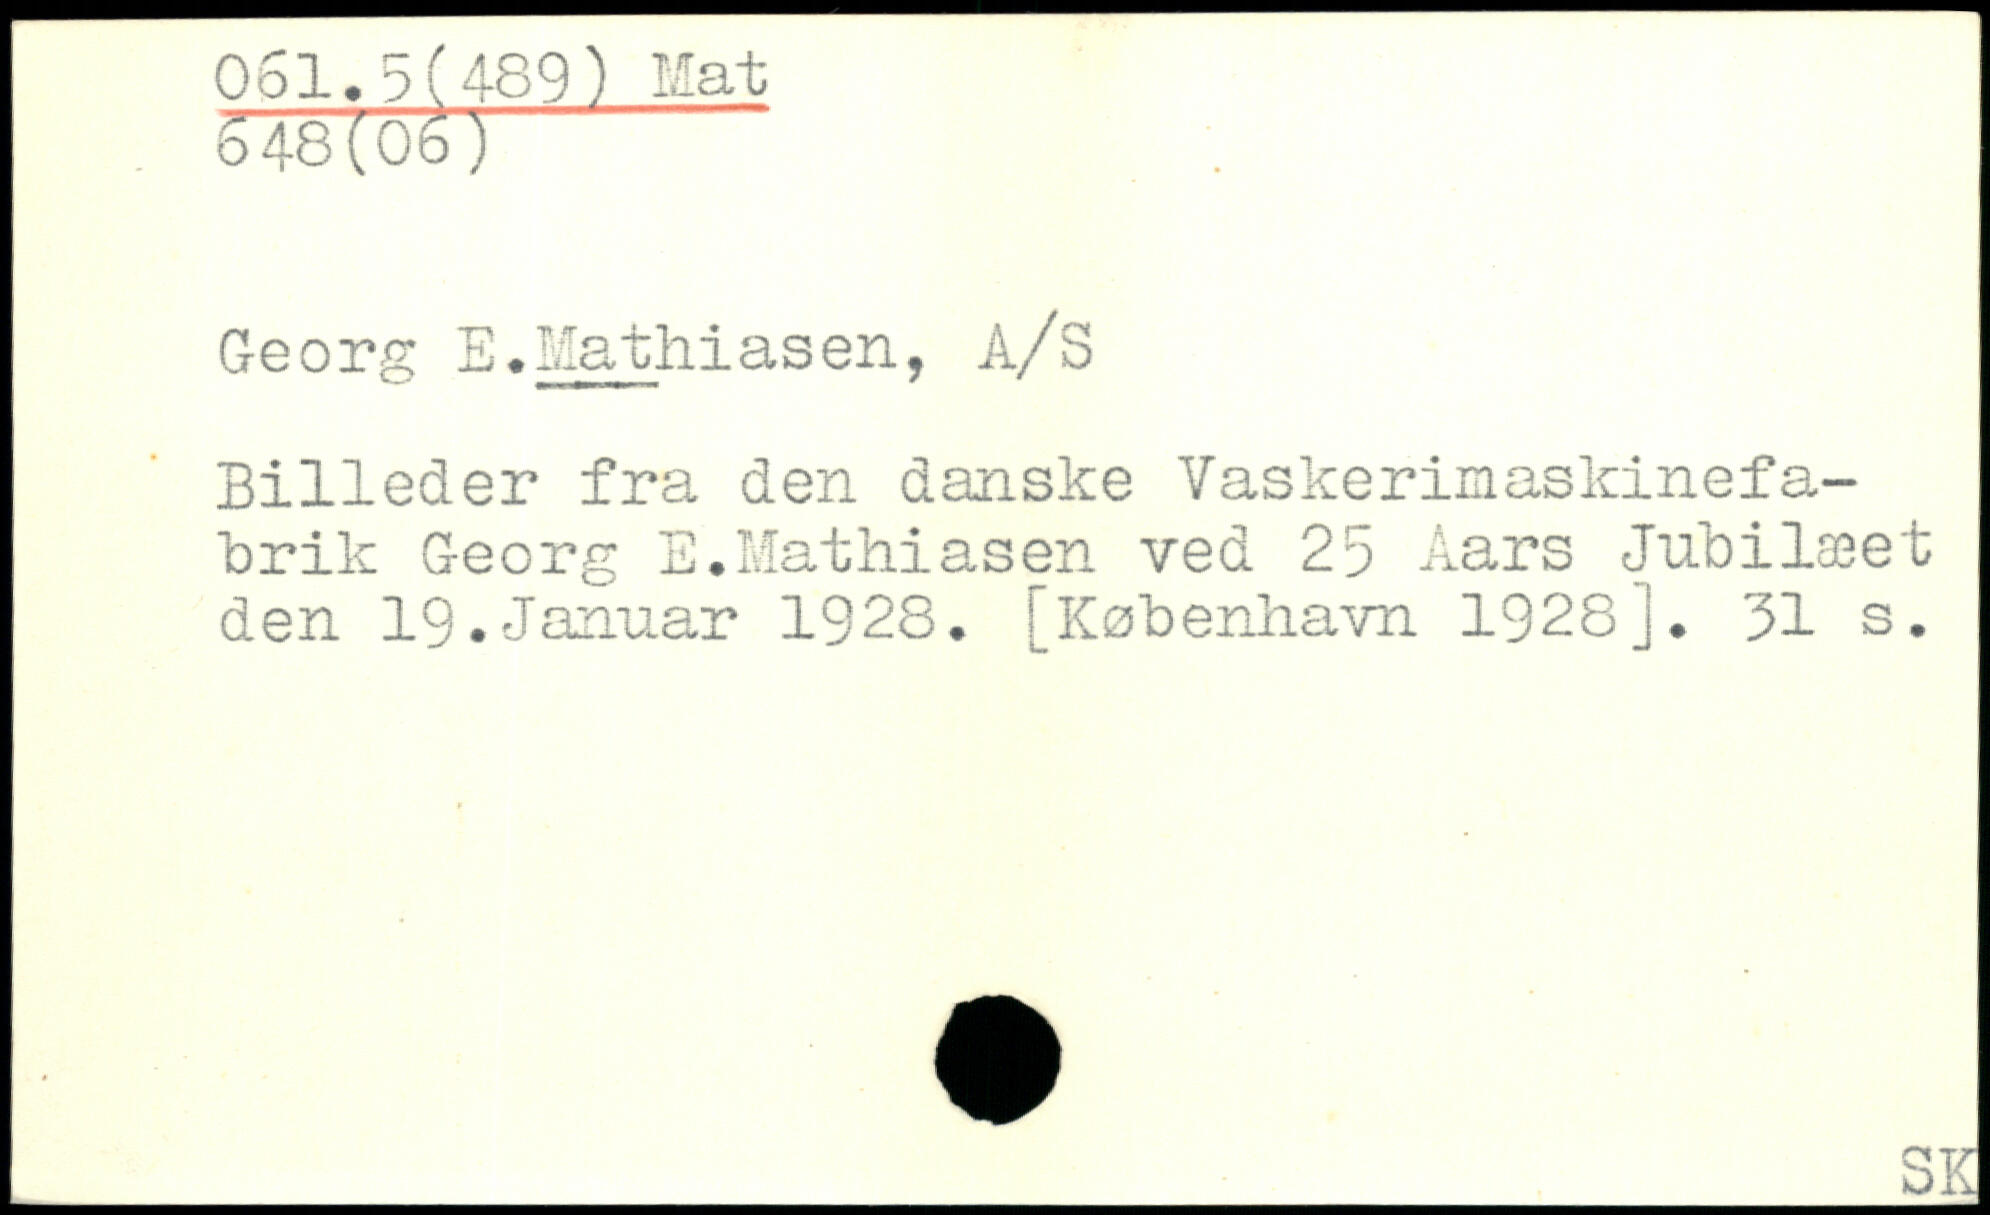 061.5(489) Mat
648(06)
Georg E.Mathiasen, A/S
Billeder fra den danske Vaskerimaskinefa-
brik Georg E.Mathiasen ved 25 Aars Jubilæet
den 19.Januar 1928. [København 1928]. 31 s.
SK